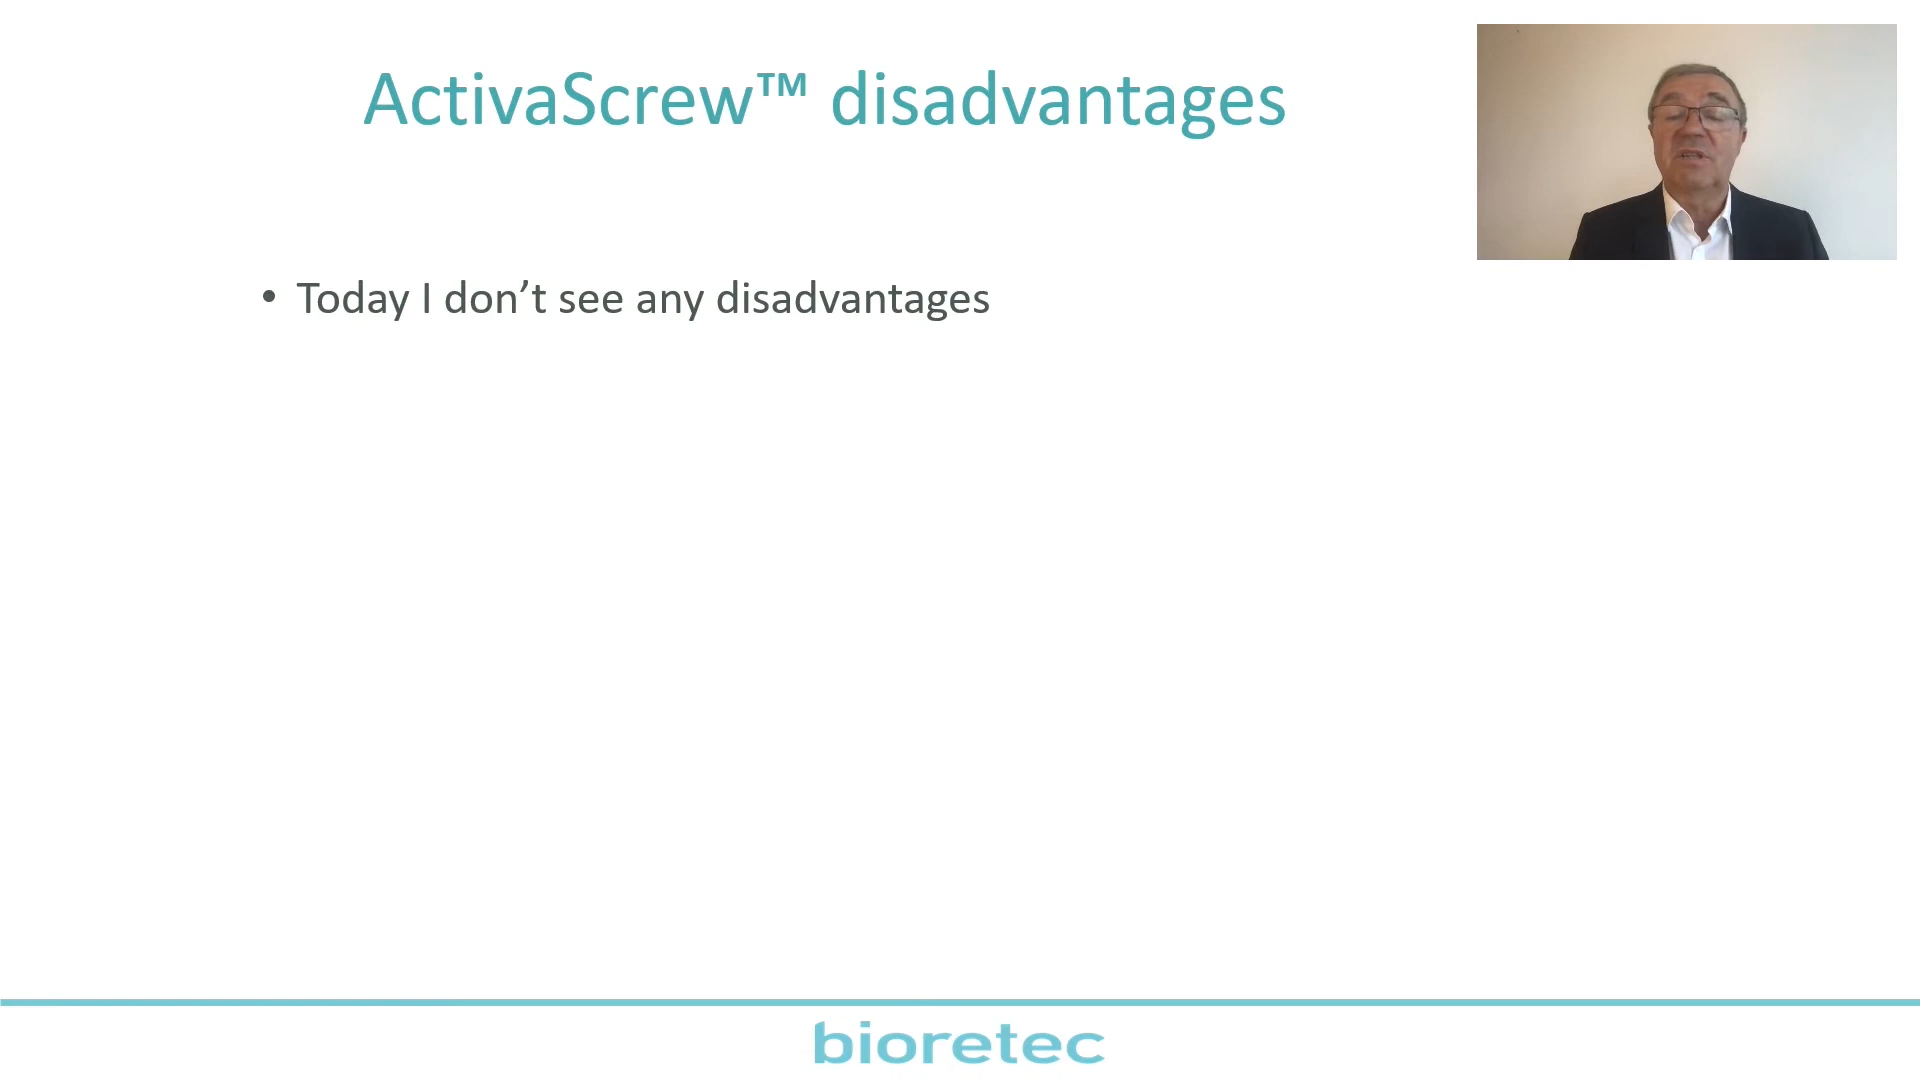 ActivaScrew™ disadvantages
• Today I don’t see any disadvantages
bioretec